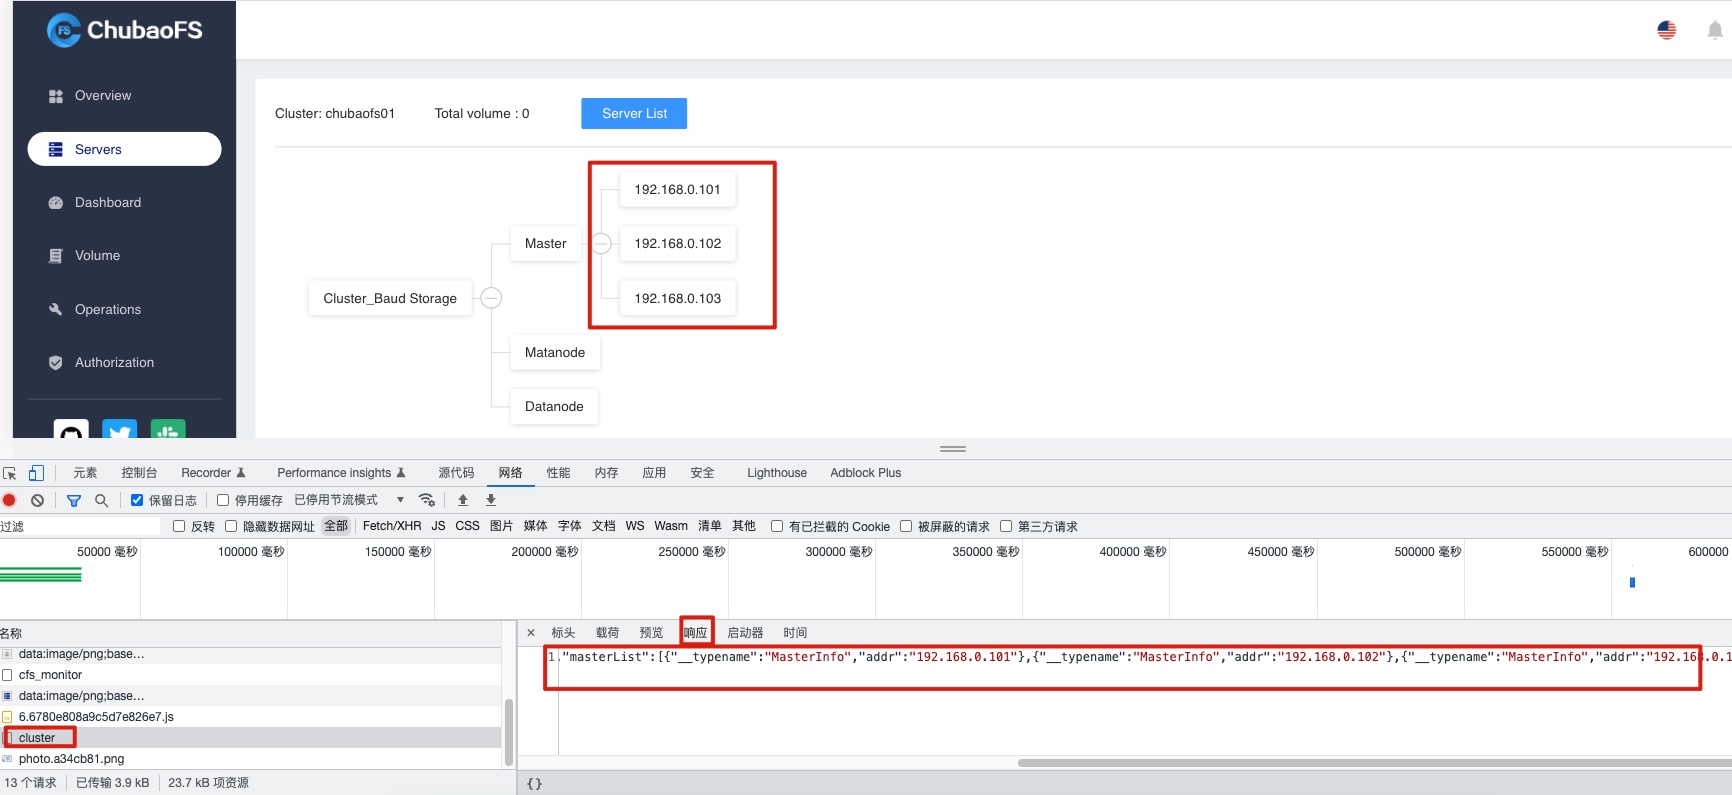 ChubaoFS
Overview
Servers
Dashboard
Volume
Operations
Authorization
Cluster: chubaofs01
Total volume : 0
Server List
192.168.0.101
Master
192.168.0.102
Cluster_Baud Storage
192.168.0.103
Matanode
Datanode
元素 控制台 Recorder Performance insights 源代码 网络 性能 内存 应用 安全 Lighthouse Adblock Plus
保留日志 停用缓存 已停用节流模式
过滤 反转 隐藏数据网址 全部 Fetch/XHR JS CSS 图片 媒体 字体 文档 WS Wasm 清单 其他 有已拦截的 Cookie 被屏蔽的请求 第三方请求
50000 毫秒 100000 毫秒 150000 毫秒 200000 毫秒 250000 毫秒 300000 毫秒 350000 毫秒 400000 毫秒 450000 毫秒 500000 毫秒 550000 毫秒 600000
名称
data:image/png;base…
cfs_monitor
data:image/png;base…
6.6780e808a9c5d7e826e7.js
cluster
photo.a34cb81.png
13 个请求 已传输 3.9 kB 23.7 kB 项资源
× 标头 载荷 预览 响应 启动器 时间
1 "masterList":[{"__typename":"MasterInfo","addr":"192.168.0.101"},{"__typename":"MasterInfo","addr":"192.168.0.102"},{"__typename":"MasterInfo","addr":"192.168.0.1
{}